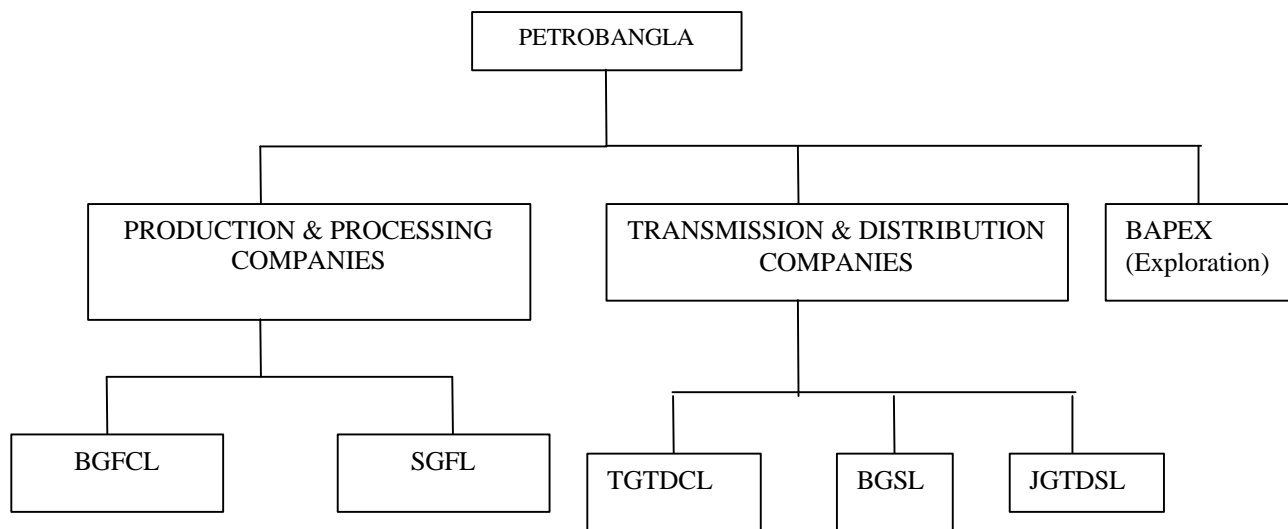 PETROBANGLA
PRODUCTION & PROCESSING
COMPANIES
TRANSMISSION & DISTRIBUTION
COMPANIES
BAPEX
(Exploration)
BGFCL
SGFL
TGTDCL
BGSL
JGTDSL